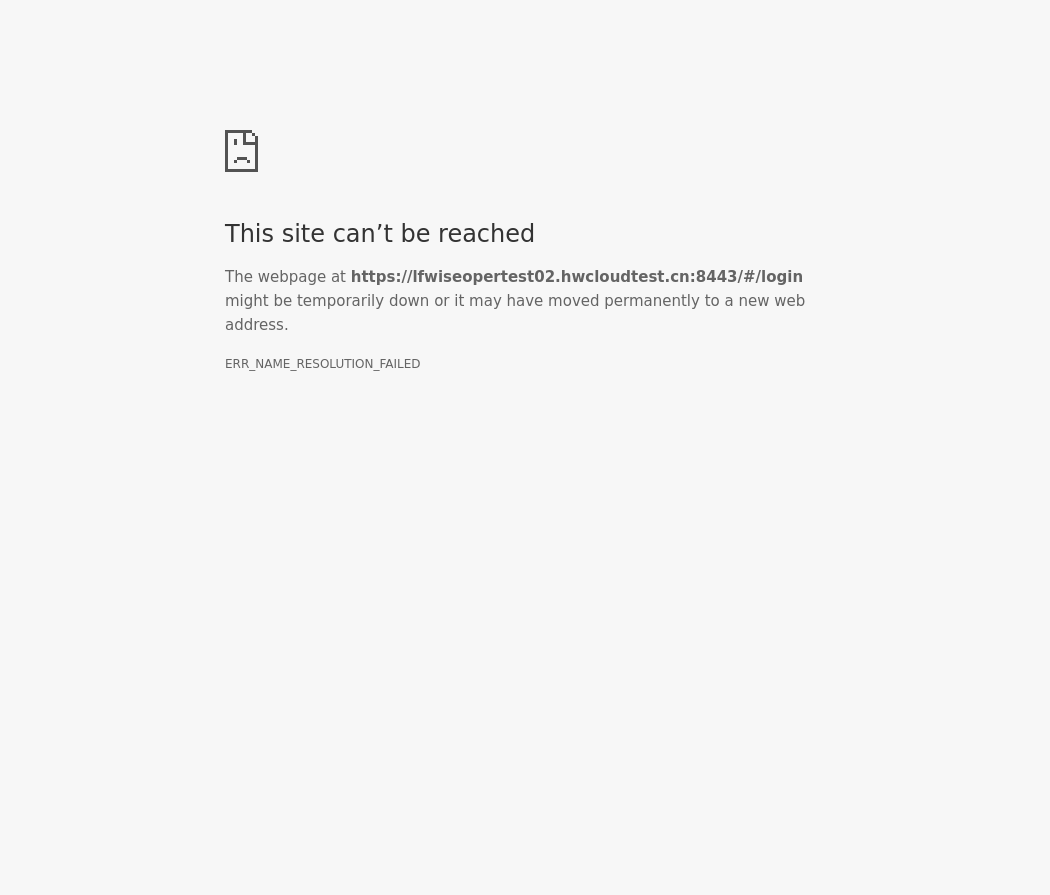 This site can’t be reached
The webpage at https://lfwiseopertest02.hwcloudtest.cn:8443/#/login
might be temporarily down or it may have moved permanently to a new web
address.
ERR_NAME_RESOLUTION_FAILED